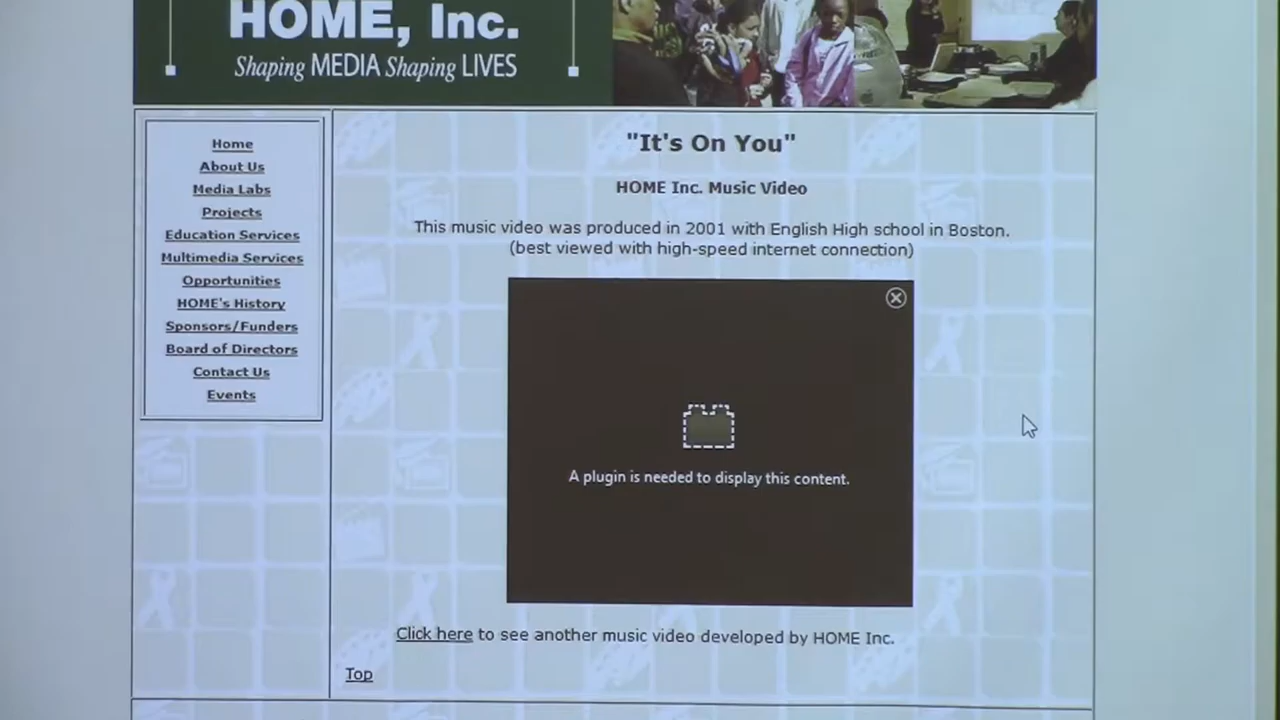 HOME, Inc.
Shaping MEDIA Shaping LIVES
Home
About Us
Media Labs
Projects
Education Services
Multimedia Services
Opportunities
HOME's History
Sponsors/Funders
Board of Directors
Contact Us
Events
"It's On You"
HOME Inc. Music Video
This music video was produced in 2001 with English High school in Boston.
(best viewed with high-speed internet connection)
A plugin is needed to display this content.
Click here to see another music video developed by HOME Inc.
Top